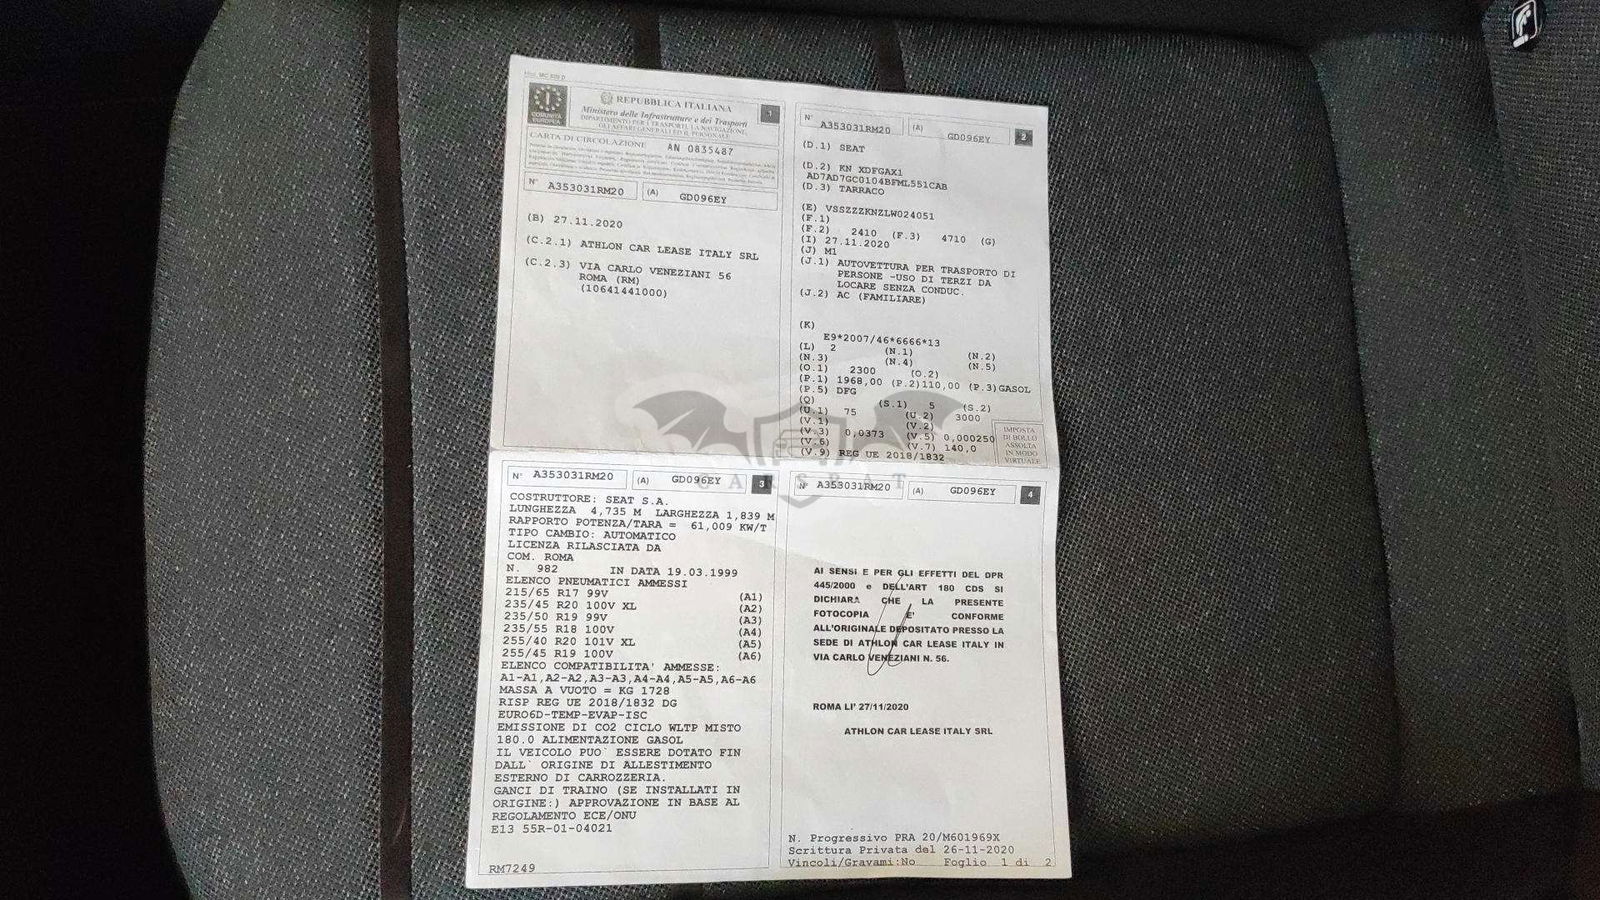 Mod. MC 820 D
COMUNITÀ
EUROPEA
REPUBBLICA ITALIANA
Ministero delle Infrastrutture e dei Trasporti
DIPARTIMENTO PER I TRASPORTI, LA NAVIGAZIONE,
GLI AFFARI GENERALI ED IL PERSONALE
1
CARTA DI CIRCOLAZIONE AN 0835487
N° A353031RM20 (A) GD096EY
(B) 27.11.2020
(C.2.1) ATHLON CAR LEASE ITALY SRL
(C.2.3) VIA CARLO VENEZIANI 56
ROMA (RM)
(10641441000)
N° A353031RM20 (A) GD096EY 2
(D.1) SEAT
(D.2) KN XDFGAX1
AD7AD7GC0104BFML551CAB
(D.3) TARRACO
(E) VSSZZZKNZLW024051
(F.1)
(F.2) 2410 (F.3) 4710 (G)
(I) 27.11.2020
(J) M1
(J.1) AUTOVETTURA PER TRASPORTO DI
PERSONE -USO DI TERZI DA
LOCARE SENZA CONDUC.
(J.2) AC (FAMILIARE)
(K)
E9*2007/46*6666*13
(L) 2 (N.1) (N.2)
(N.3) (N.4) (N.5)
(O.1) 2300 (O.2)
(P.1) 1968,00 (P.2)110,00 (P.3)GASOL
(P.5) DFG
(Q) (S.1) 5 (S.2)
(U.1) 75 (U.2) 3000
(V.1) (V.2)
(V.3) 0,0373 (V.5) 0,000250
(V.6) (V.7) 140,0
(V.9) REG UE 2018/1832
IMPOSTA
DI BOLLO
ASSOLTA
IN MODO
VIRTUALE
N° A353031RM20 (A) GD096EY 3
COSTRUTTORE: SEAT S.A.
LUNGHEZZA 4,735 M LARGHEZZA 1,839 M
RAPPORTO POTENZA/TARA = 61,009 KW/T
TIPO CAMBIO: AUTOMATICO
LICENZA RILASCIATA DA
COM. ROMA
N. 982 IN DATA 19.03.1999
ELENCO PNEUMATICI AMMESSI
215/65 R17 99V (A1)
235/45 R20 100V XL (A2)
235/50 R19 99V (A3)
235/55 R18 100V (A4)
255/40 R20 101V XL (A5)
255/45 R19 100V (A6)
ELENCO COMPATIBILITA' AMMESSE:
A1-A1,A2-A2,A3-A3,A4-A4,A5-A5,A6-A6
MASSA A VUOTO = KG 1728
RISP REG UE 2018/1832 DG
EURO6D-TEMP-EVAP-ISC
EMISSIONE DI CO2 CICLO WLTP MISTO
180.0 ALIMENTAZIONE GASOL
IL VEICOLO PUO` ESSERE DOTATO FIN
DALL` ORIGINE DI ALLESTIMENTO
ESTERNO DI CARROZZERIA.
GANCI DI TRAINO (SE INSTALLATI IN
ORIGINE:) APPROVAZIONE IN BASE AL
REGOLAMENTO ECE/ONU
E13 55R-01-04021
RM7249
N° A353031RM20 (A) GD096EY 4
AI SENSI E PER GLI EFFETTI DEL DPR
445/2000 e DELL'ART 180 CDS SI
DICHIARA CHE LA PRESENTE
FOTOCOPIA E' CONFORME
ALL'ORIGINALE DEPOSITATO PRESSO LA
SEDE DI ATHLON CAR LEASE ITALY IN
VIA CARLO VENEZIANI N. 56.
ROMA LI' 27/11/2020
ATHLON CAR LEASE ITALY SRL
N. Progressivo PRA 20/M601969X
Scrittura Privata del 26-11-2020
Vincoli/Gravami:No Foglio 1 di 2